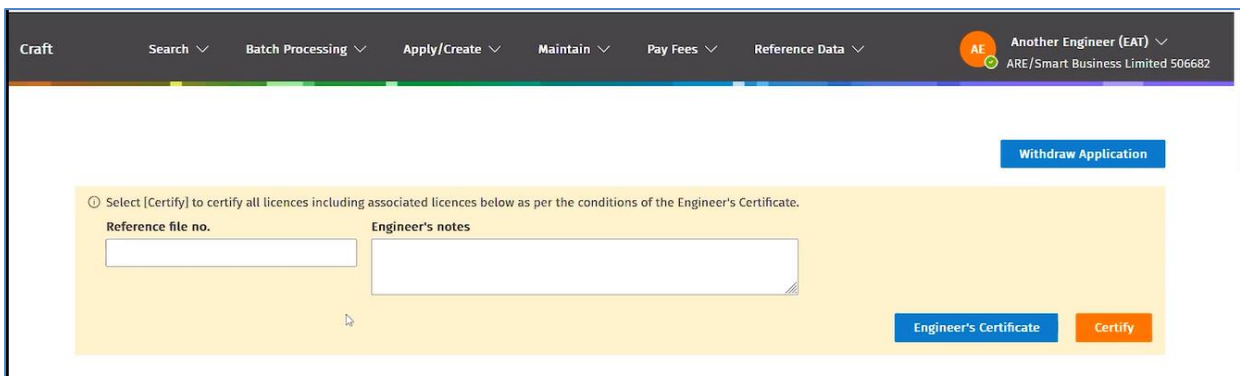 Craft Search Batch Processing Apply/Create Maintain Pay Fees Reference Data AE Another Engineer (EAT)
ARE/Smart Business Limited 506682
Withdraw Application
Select [Certify] to certify all licences including associated licences below as per the conditions of the Engineer's Certificate.
Reference file no. Engineer's notes
Engineer's Certificate Certify